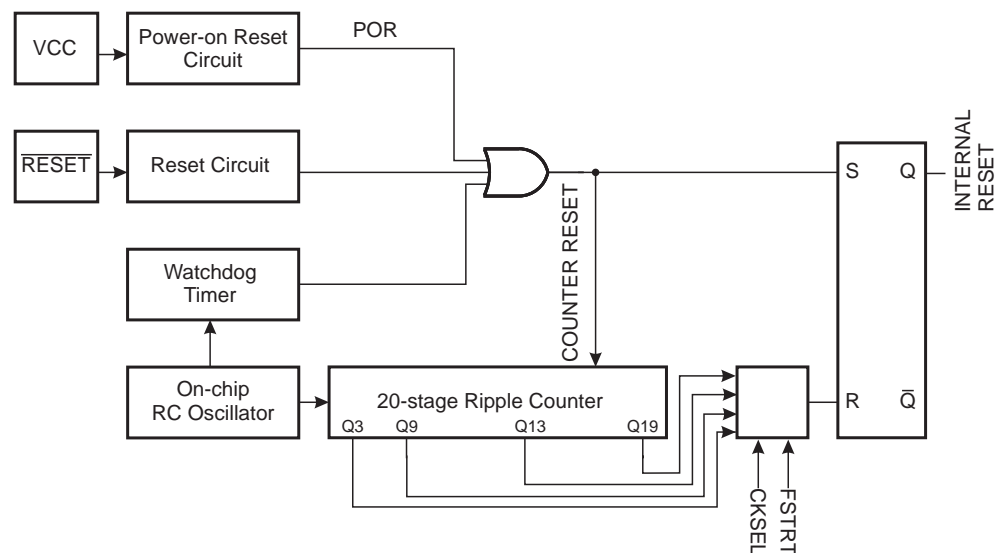 VCC
Power-on Reset
Circuit
POR
RESET
Reset Circuit
Watchdog
Timer
On-chip
RC Oscillator
COUNTER RESET
20-stage Ripple Counter
Q3
Q9
Q13
Q19
CKSEL
FSTRT
S
Q
R
Q̅
INTERNAL
RESET